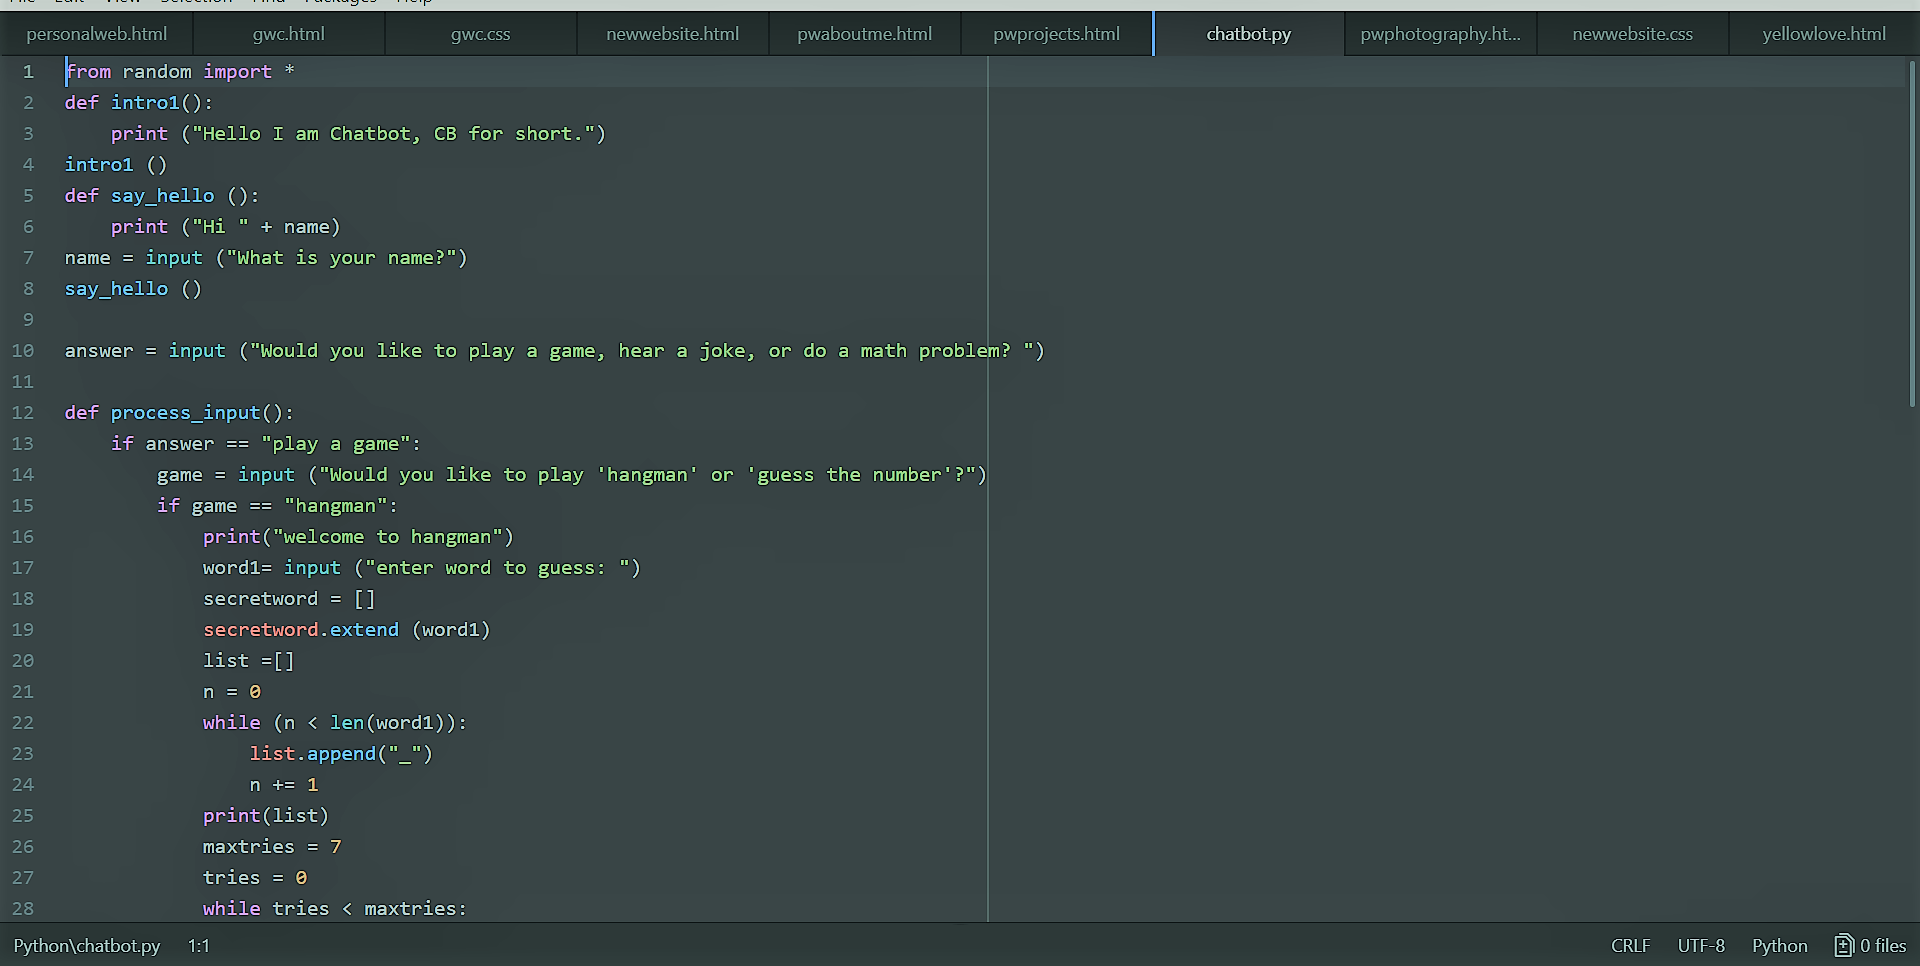 File Edit View Selection Find Packages Help
personalweb.html gwc.html gwc.css newwebsite.html pwaboutme.html pwprojects.html chatbot.py pwphotography.ht... newwebsite.css yellowlove.html
1 from random import *
2 def intro1():
3     print ("Hello I am Chatbot, CB for short.")
4 intro1 ()
5 def say_hello ():
6     print ("Hi " + name)
7 name = input ("What is your name?")
8 say_hello ()
9
10 answer = input ("Would you like to play a game, hear a joke, or do a math problem? ")
11
12 def process_input():
13     if answer == "play a game":
14         game = input ("Would you like to play 'hangman' or 'guess the number'?")
15         if game == "hangman":
16             print("welcome to hangman")
17             word1= input ("enter word to guess: ")
18             secretword = []
19             secretword.extend (word1)
20             list =[]
21             n = 0
22             while (n < len(word1)):
23                 list.append("_")
24                 n += 1
25             print(list)
26             maxtries = 7
27             tries = 0
28             while tries < maxtries:
Python\chatbot.py 1:1 CRLF UTF-8 Python 0 files